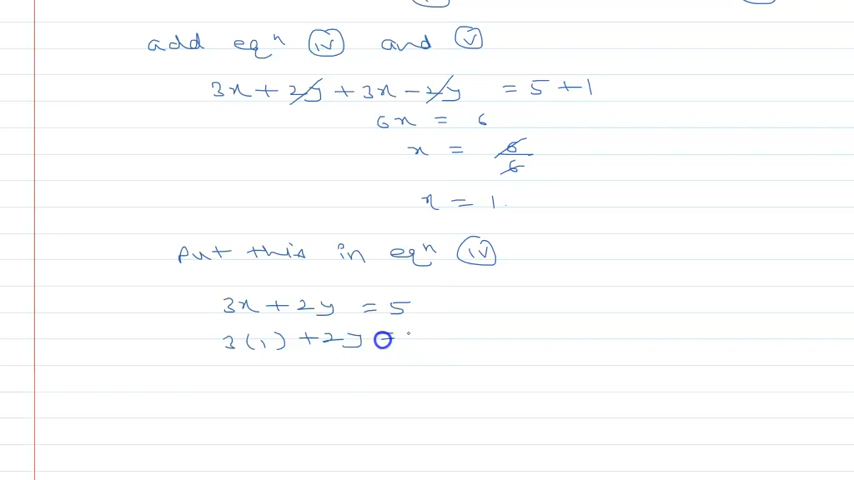 add eqⁿ (iv) and (v)
3x + 2y + 3x - 2y = 5 + 1
6x = 6
x = 6/6
x = 1.
Put this in eqⁿ (iv)
3x + 2y = 5
3(1) + 2y =